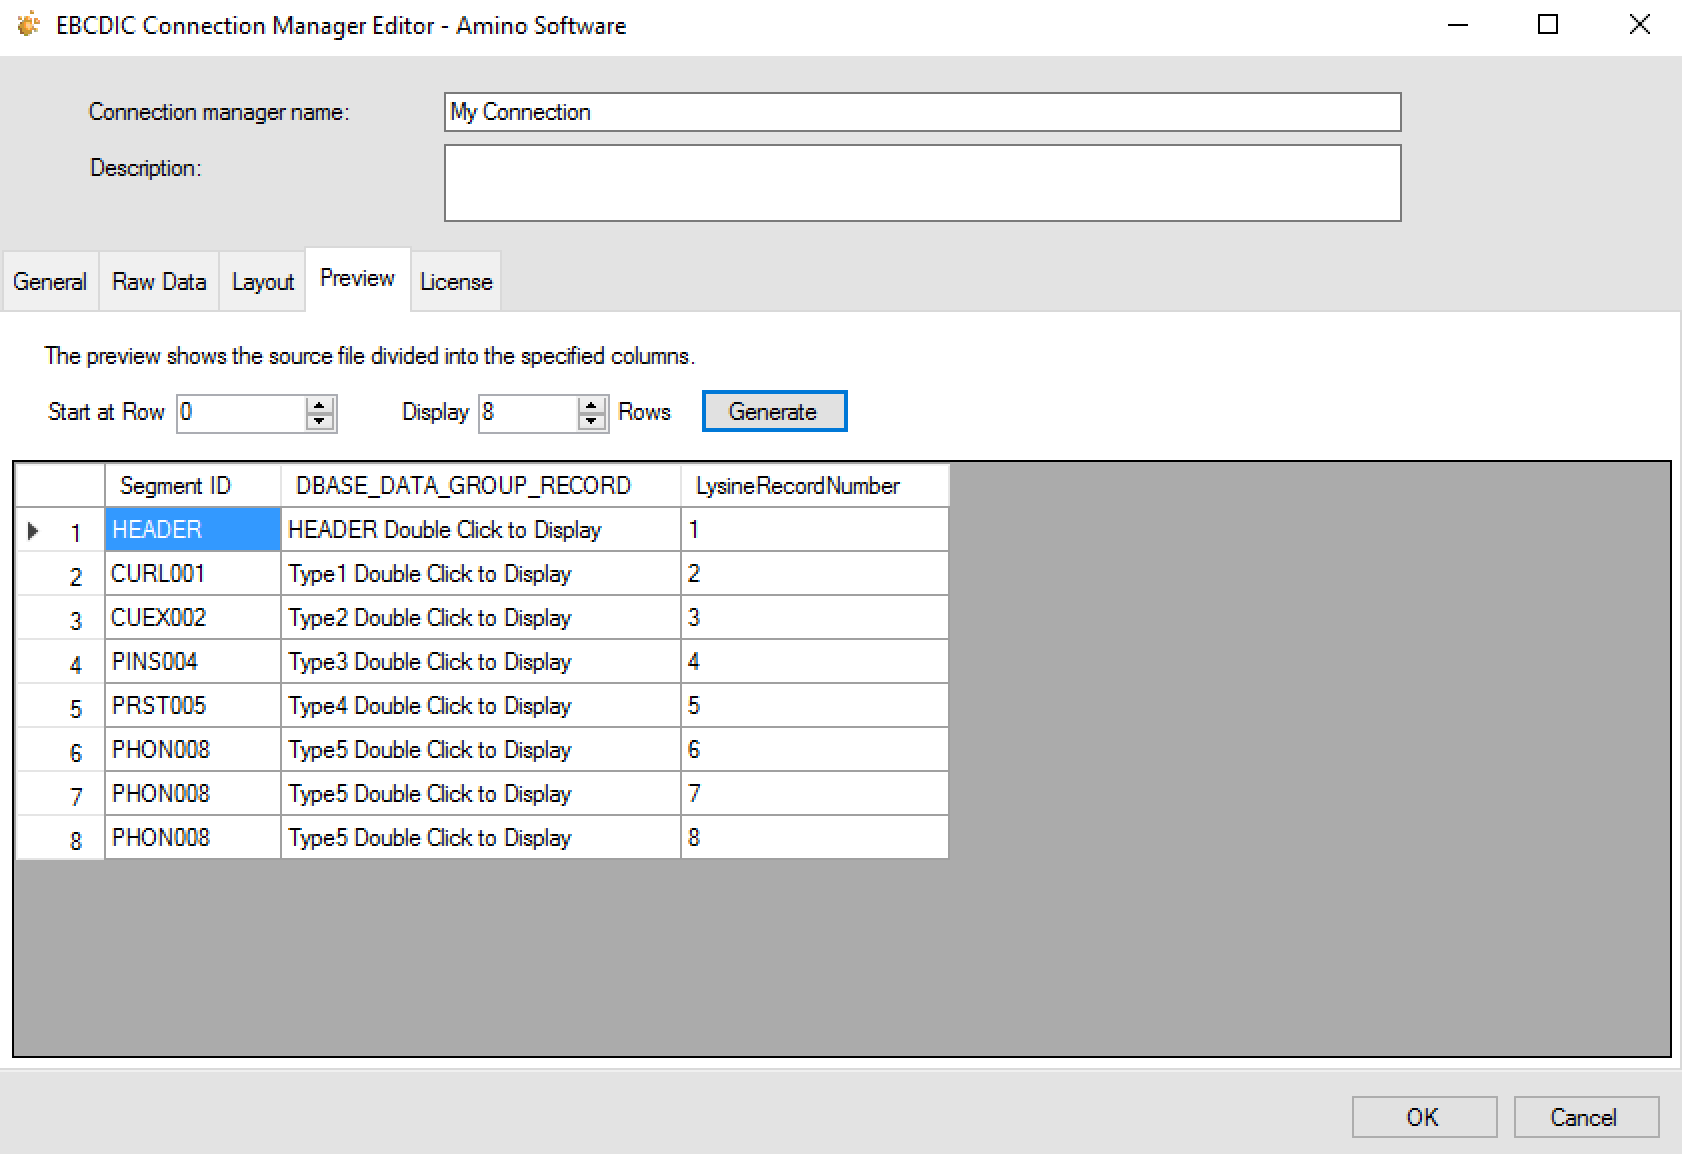 EBCDIC Connection Manager Editor - Amino Software
Connection manager name: My Connection
Description:
General Raw Data Layout Preview License
The preview shows the source file divided into the specified columns.
Start at Row 0 Display 8 Rows Generate
Segment ID DBASE_DATA_GROUP_RECORD LysineRecordNumber
1 HEADER HEADER Double Click to Display 1
2 CURL001 Type1 Double Click to Display 2
3 CUEX002 Type2 Double Click to Display 3
4 PINS004 Type3 Double Click to Display 4
5 PRST005 Type4 Double Click to Display 5
6 PHON008 Type5 Double Click to Display 6
7 PHON008 Type5 Double Click to Display 7
8 PHON008 Type5 Double Click to Display 8
OK Cancel